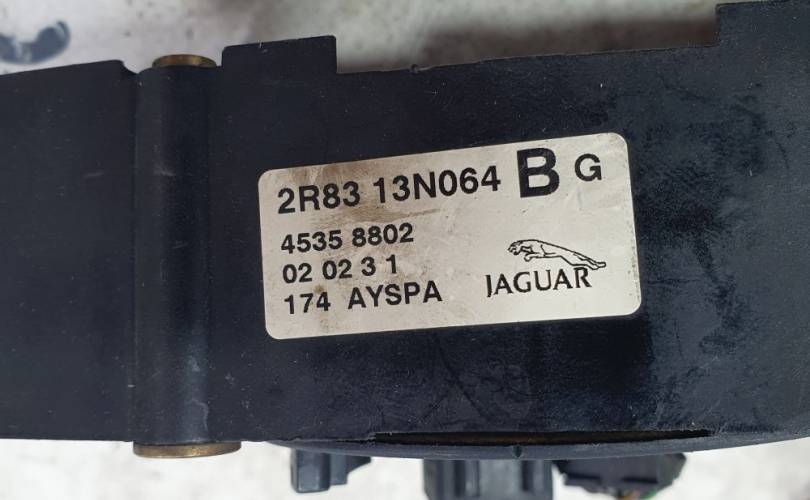 2R83 13N064 B G
4535 8802
02 02 3 1
174 AYSPA
JAGUAR